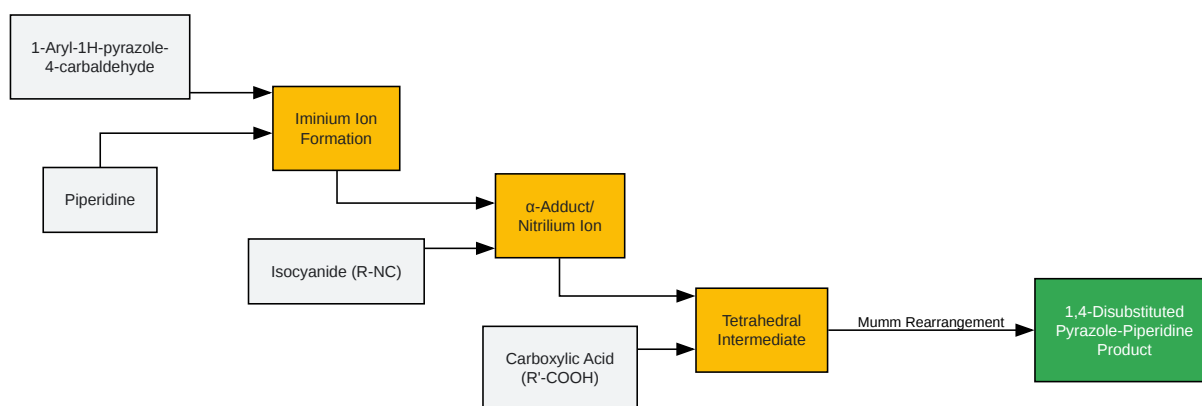 1-Aryl-1H-pyrazole-
4-carbaldehyde
Piperidine
Iminium Ion
Formation
Isocyanide (R-NC)
α-Adduct/
Nitrilium Ion
Carboxylic Acid
(R'-COOH)
Tetrahedral
Intermediate
Mumm Rearrangement
1,4-Disubstituted
Pyrazole-Piperidine
Product